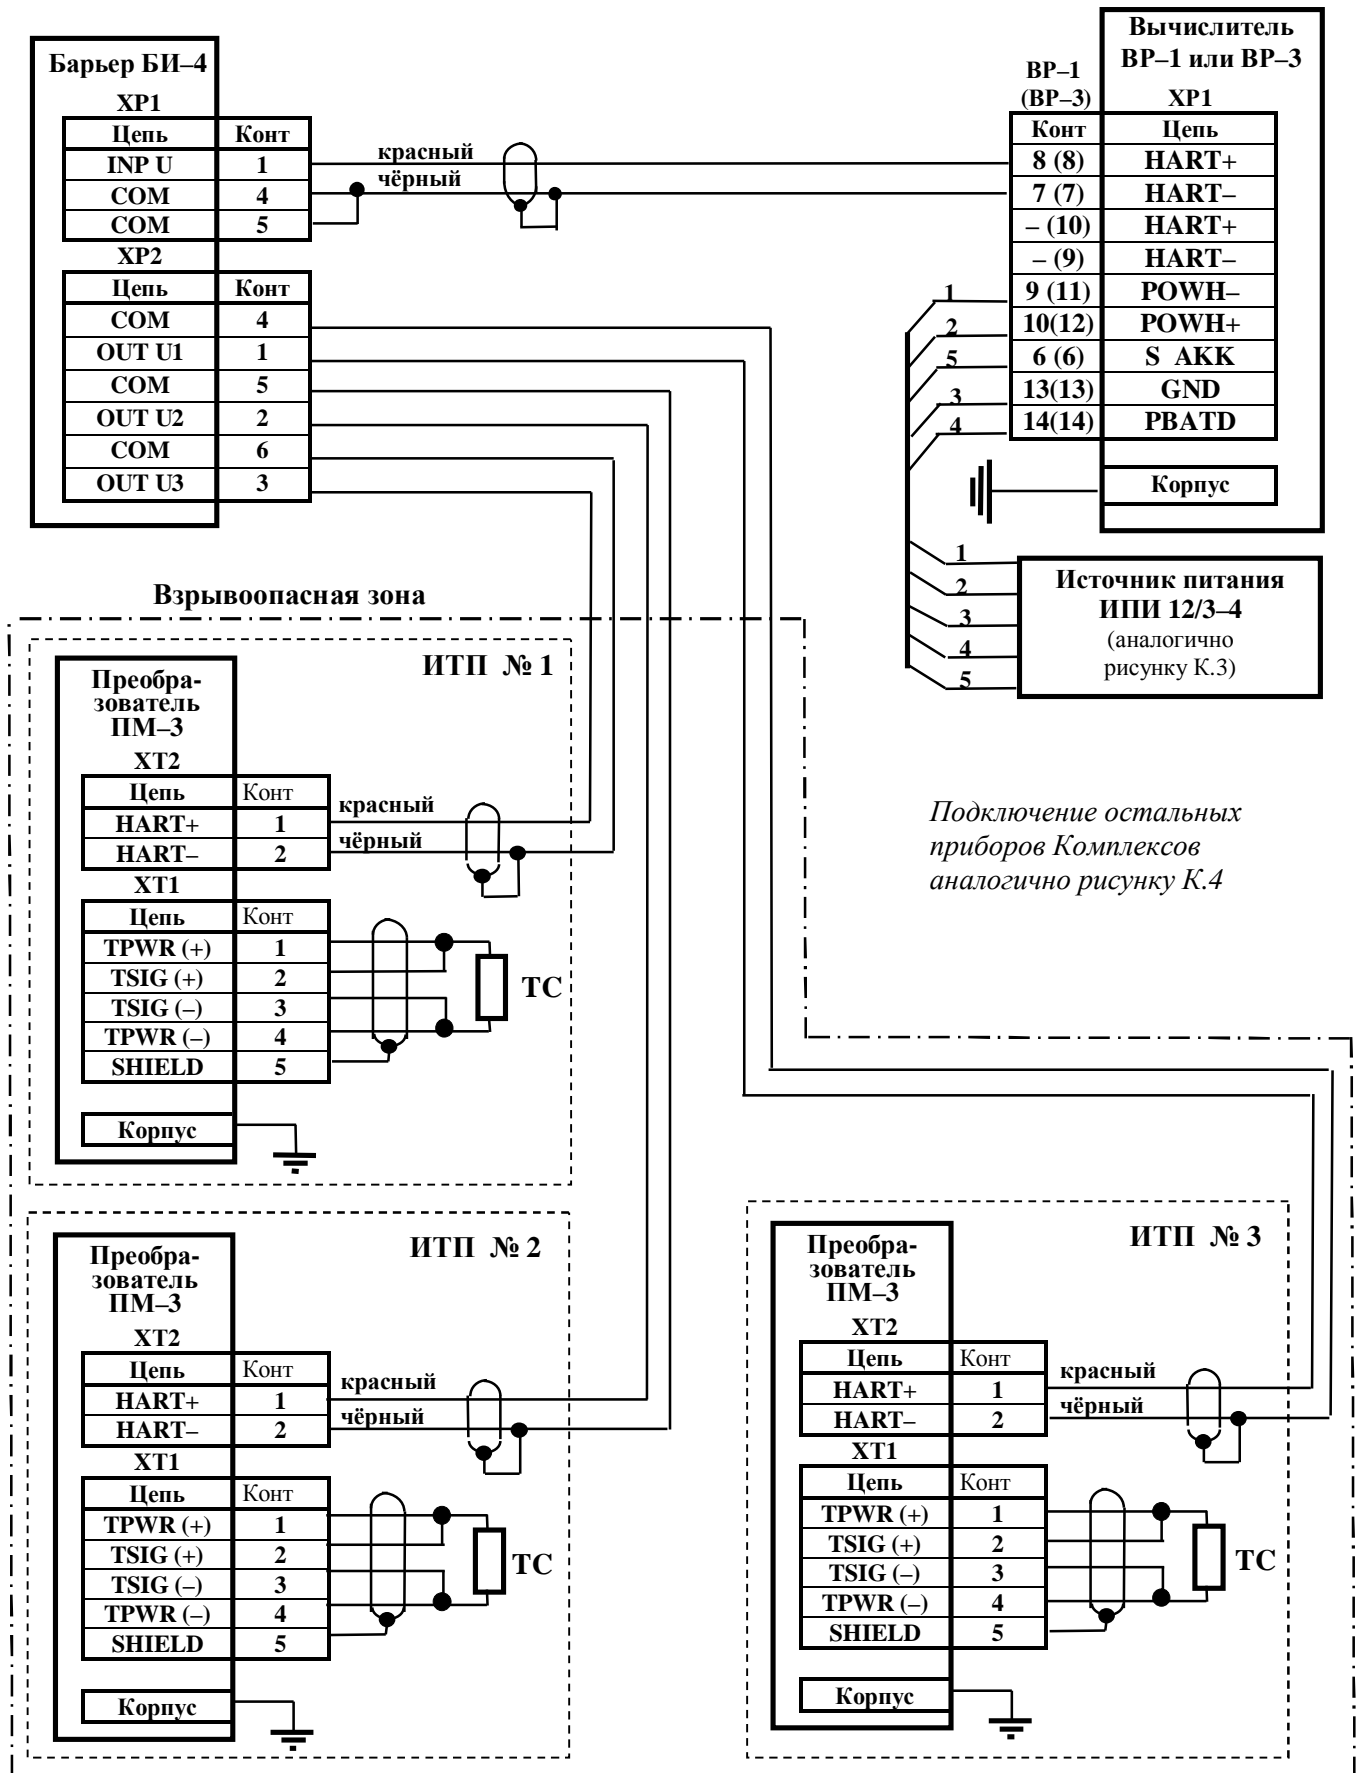 Барьер БИ–4
XP1
Цепь Конт
INP U 1
COM 4
COM 5
XP2
Цепь Конт
COM 4
OUT U1 1
COM 5
OUT U2 2
COM 6
OUT U3 3
красный
чёрный
Вычислитель
ВР–1 или ВР–3
ВР–1
(ВР–3)
XP1
Конт Цепь
8 (8) HART+
7 (7) HART–
– (10) HART+
– (9) HART–
9 (11) POWH–
10(12) POWH+
6 (6) S AKK
13(13) GND
14(14) PBATD
Корпус
1
2
5
3
4
1
2
3
4
5
Источник питания
ИПИ 12/3–4
(аналогично
рисунку К.3)
Взрывоопасная зона
ИТП № 1
Преобра-
зователь
ПМ–3
XT2
Цепь Конт
HART+ 1
HART– 2
красный
чёрный
XT1
Цепь Конт
TPWR (+) 1
TSIG (+) 2
TSIG (–) 3
TPWR (–) 4
SHIELD 5
ТС
Корпус
Подключение остальных
приборов Комплексов
аналогично рисунку К.4
ИТП № 2
Преобра-
зователь
ПМ–3
XT2
Цепь Конт
HART+ 1
HART– 2
красный
чёрный
XT1
Цепь Конт
TPWR (+) 1
TSIG (+) 2
TSIG (–) 3
TPWR (–) 4
SHIELD 5
ТС
Корпус
ИТП № 3
Преобра-
зователь
ПМ–3
XT2
Цепь Конт
HART+ 1
HART– 2
красный
чёрный
XT1
Цепь Конт
TPWR (+) 1
TSIG (+) 2
TSIG (–) 3
TPWR (–) 4
SHIELD 5
ТС
Корпус